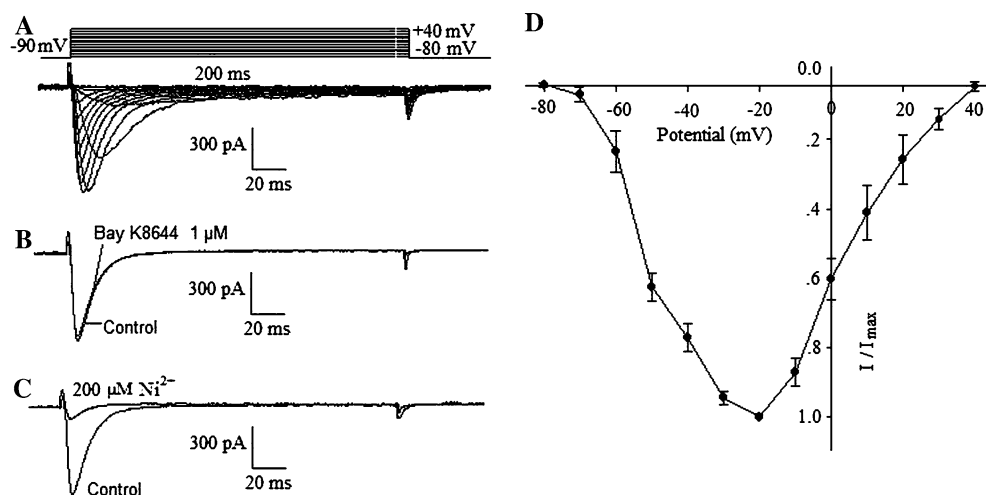 A
-90 mV
+40 mV
-80 mV
200 ms
300 pA
20 ms
B
Bay K8644 1 µM
300 pA
20 ms
Control
C
200 µM Ni²⁺
300 pA
20 ms
Control
D
0.0
-80 -60 -40 -20 0 20 40
Potential (mV)
.2
.4
.6
.8
1.0
I / Imax